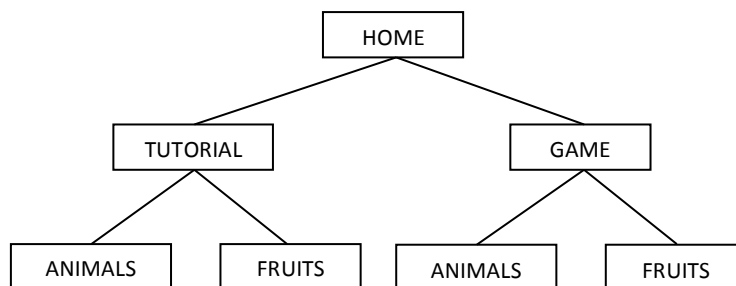 HOME
TUTORIAL
GAME
ANIMALS
FRUITS
ANIMALS
FRUITS